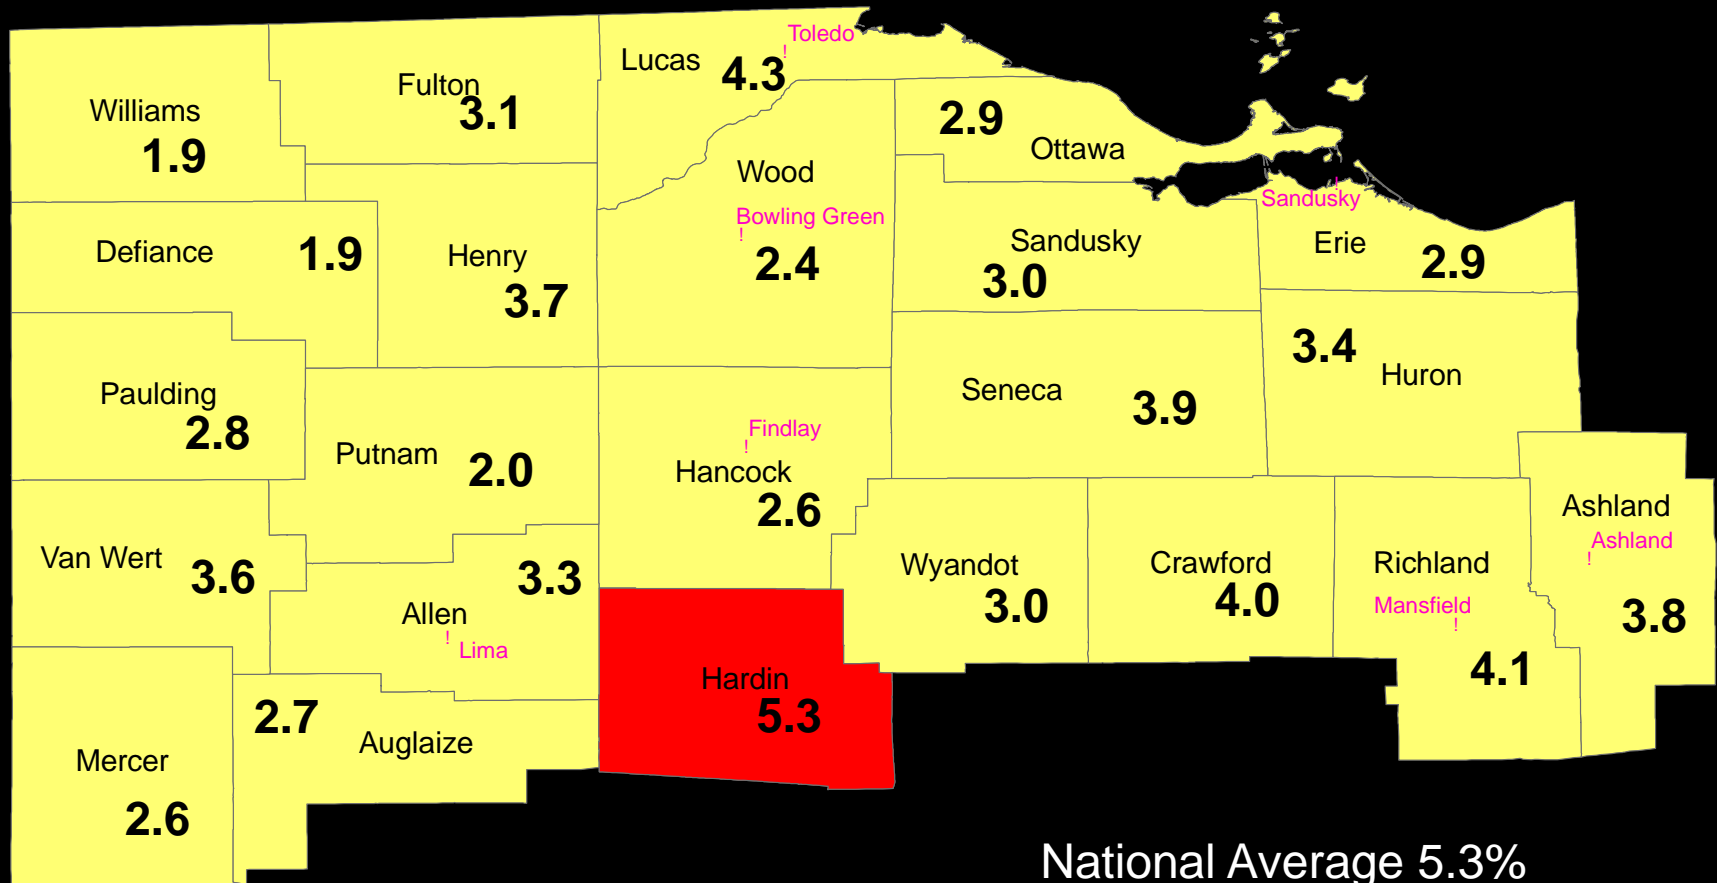 Toledo
Lucas
4.3
Fulton
3.1
Williams
1.9
2.9
Ottawa
Wood
Bowling Green
2.4
Sandusky
Erie
2.9
Defiance
1.9
Henry
3.7
Sandusky
3.0
3.4
Huron
Paulding
2.8
Seneca
3.9
Putnam
2.0
Findlay
Hancock
2.6
Van Wert
3.6
3.3
Allen
Lima
Wyandot
3.0
Crawford
4.0
Richland
Mansfield
4.1
Ashland
Ashland
3.8
Hardin
5.3
2.7
Auglaize
Mercer
2.6
National Average 5.3%